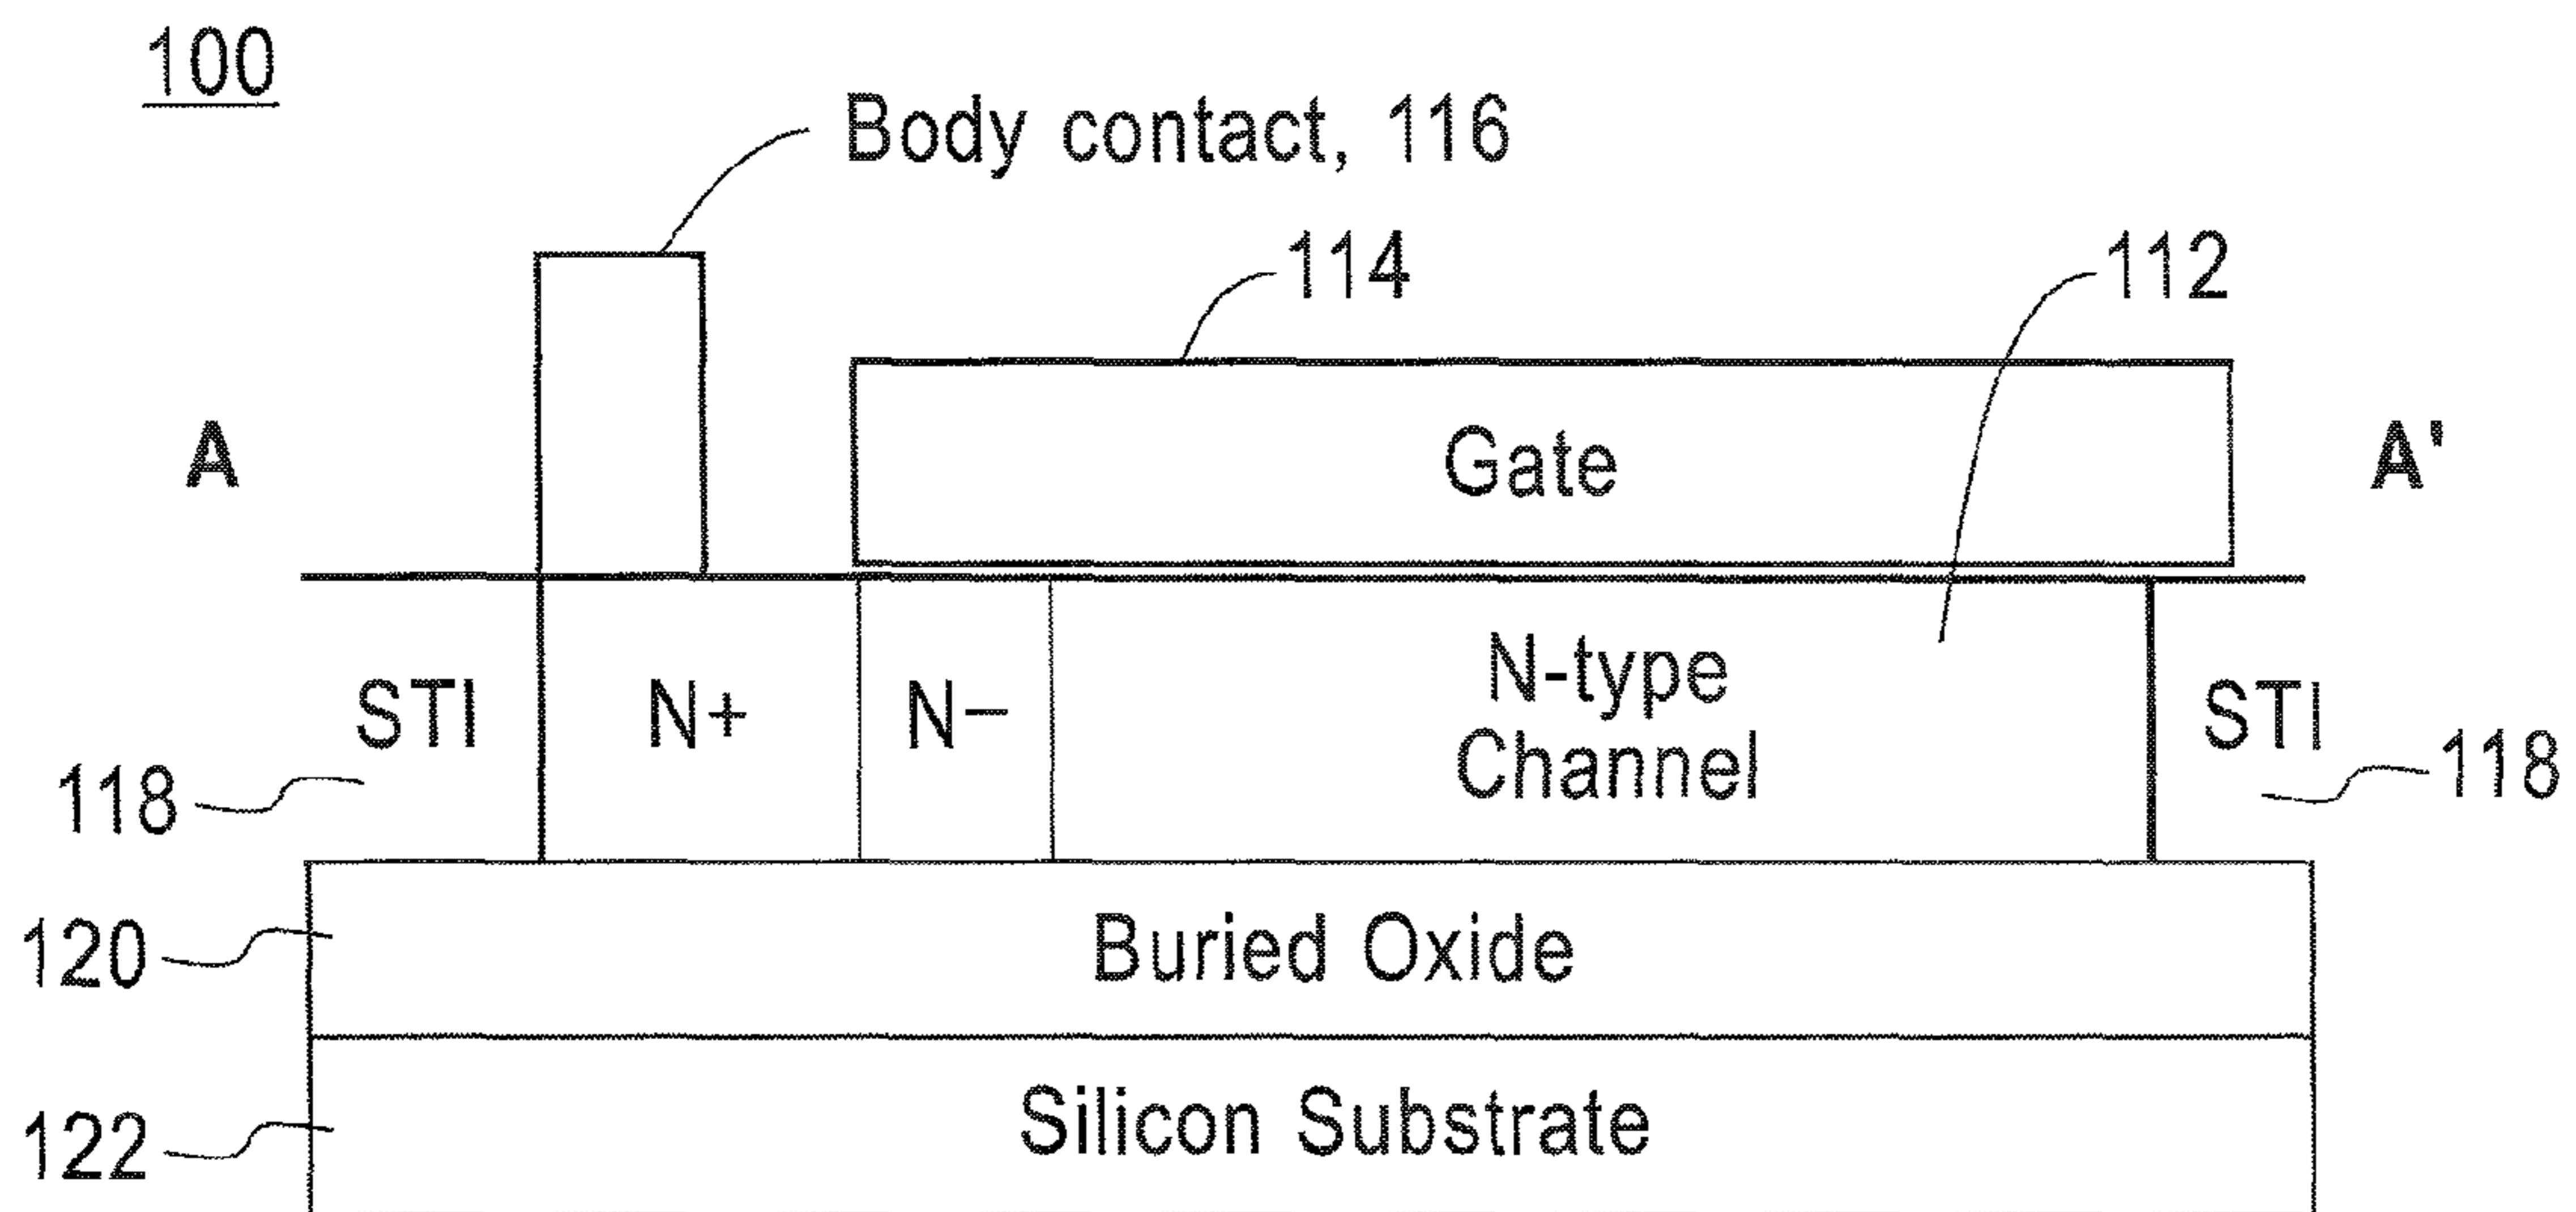 100
Body contact, 116
114
112
A
Gate
A'
STI
N+
N–
N-type
Channel
STI
118
118
120
Buried Oxide
122
Silicon Substrate